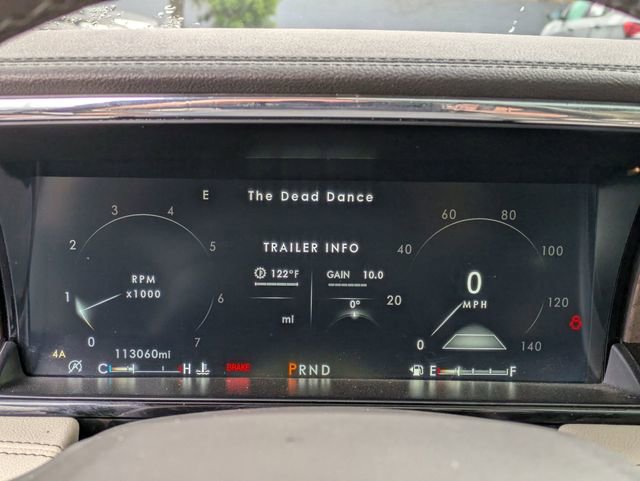 E The Dead Dance
TRAILER INFO
122°F GAIN 10.0
0°
mi
RPM
x1000
0 1 2 3 4 5 6 7
0
MPH
0 20 40 60 80 100 120 140
4A 113060mi
C H BRAKE PRND E F